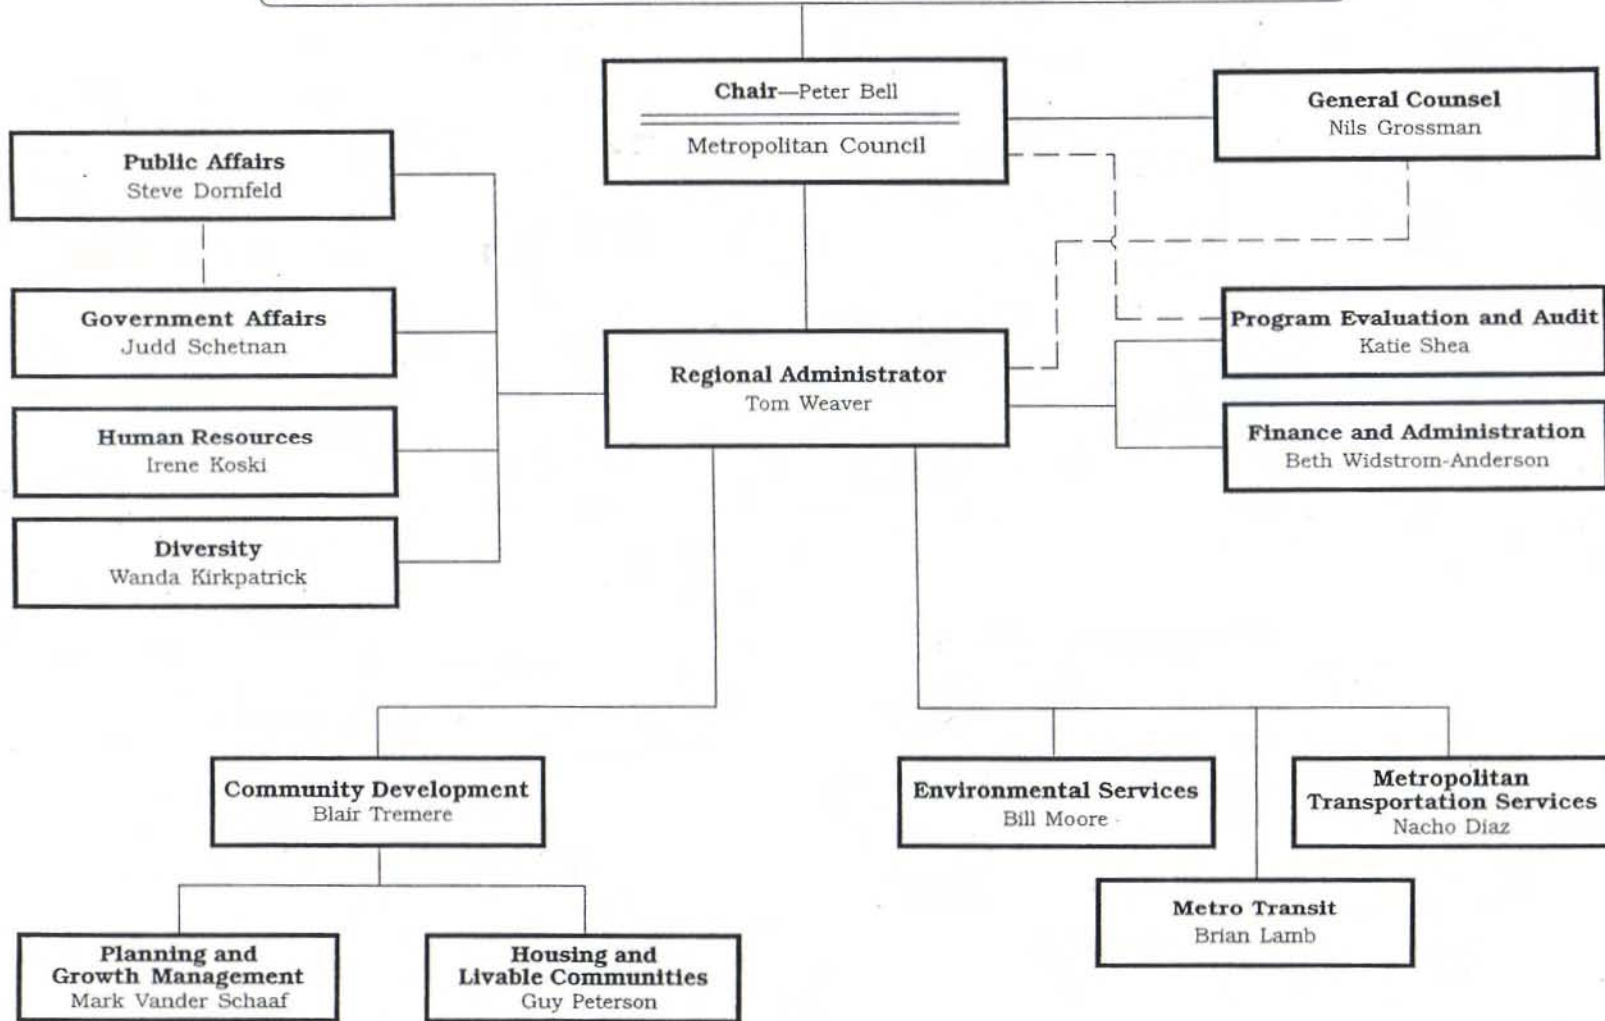 Chair—Peter Bell
Metropolitan Council
General Counsel
Nils Grossman
Public Affairs
Steve Dornfeld
Government Affairs
Judd Schetnan
Human Resources
Irene Koski
Diversity
Wanda Kirkpatrick
Regional Administrator
Tom Weaver
Program Evaluation and Audit
Katie Shea
Finance and Administration
Beth Widstrom-Anderson
Community Development
Blair Tremere
Planning and
Growth Management
Mark Vander Schaaf
Housing and
Livable Communities
Guy Peterson
Environmental Services
Bill Moore
Metropolitan
Transportation Services
Nacho Diaz
Metro Transit
Brian Lamb